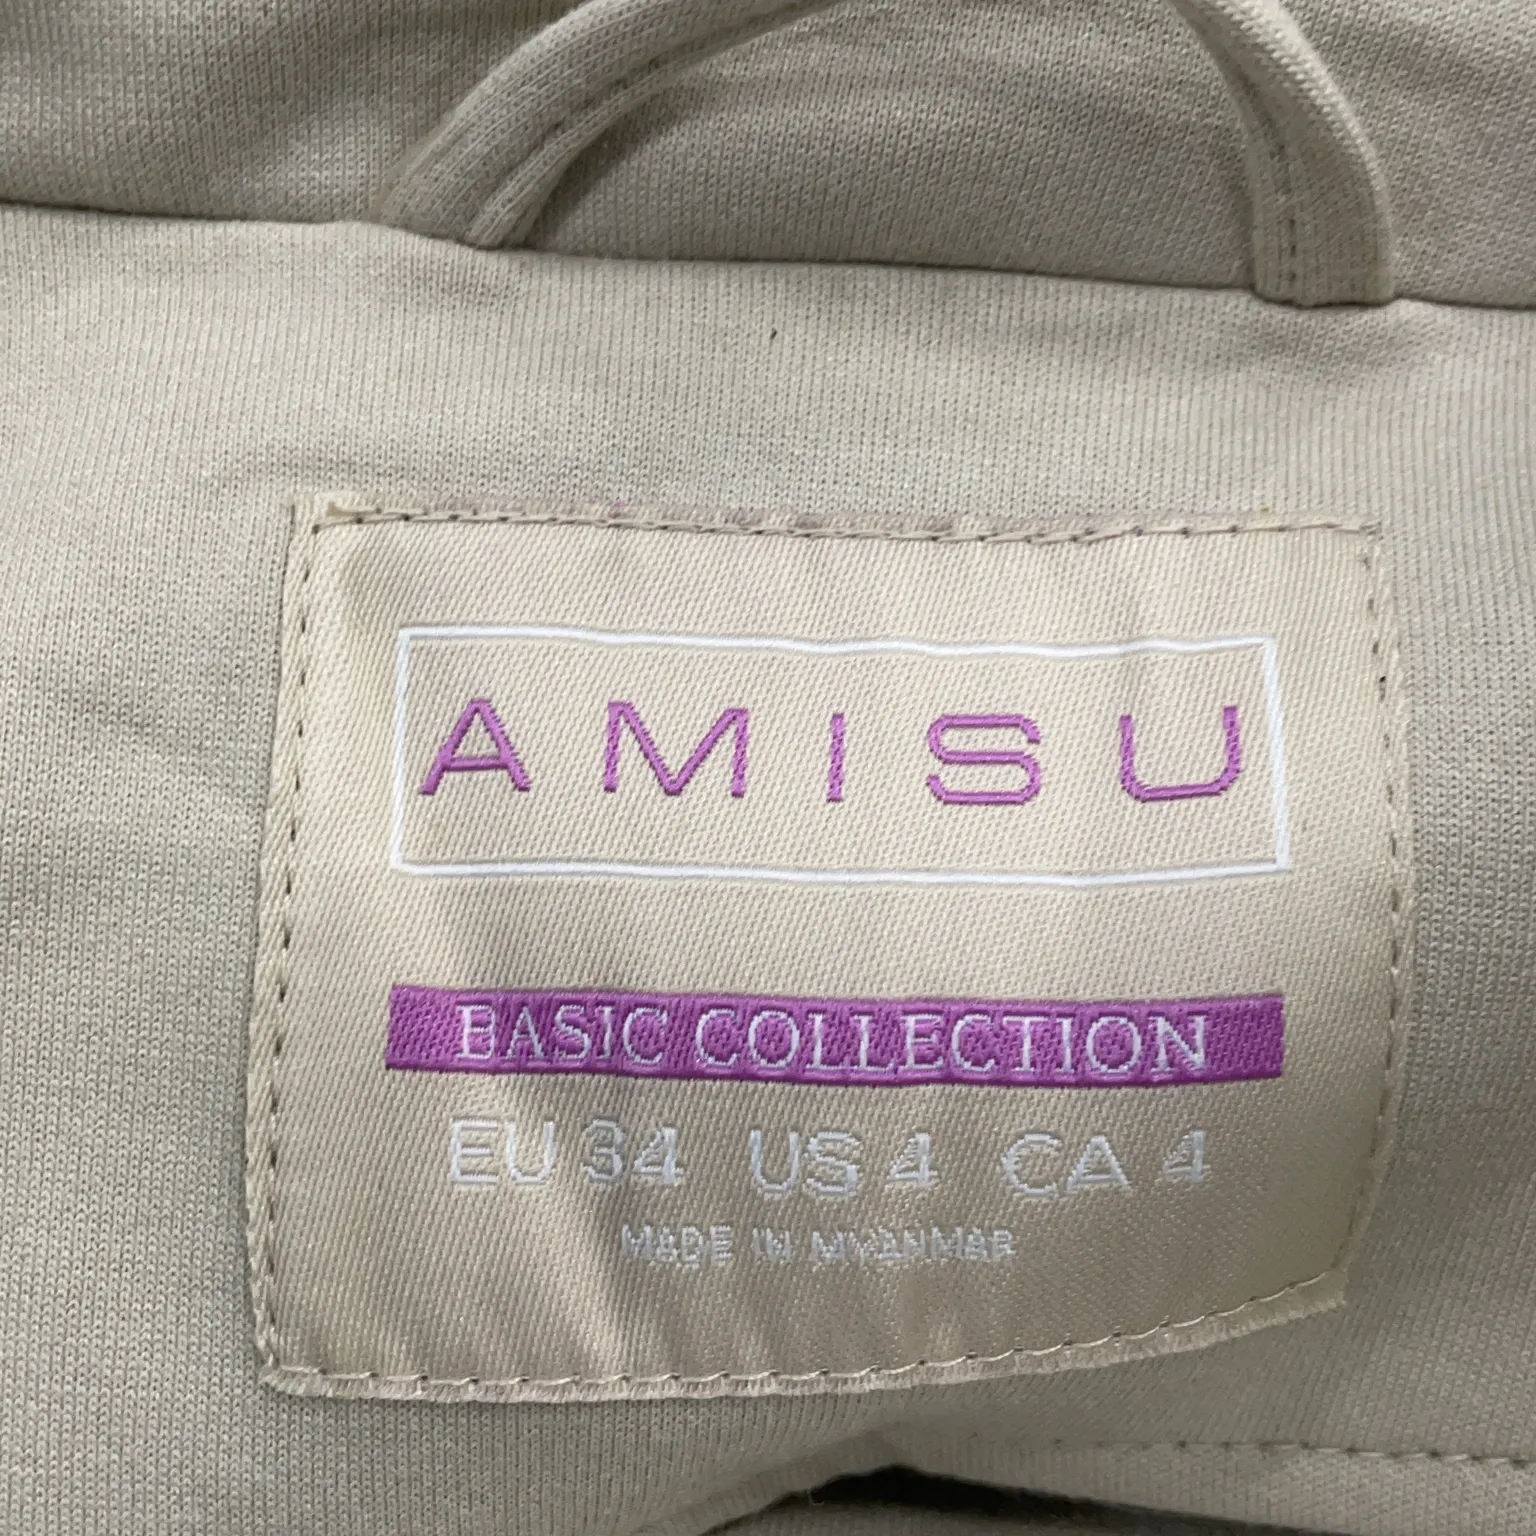 AMISU
BASIC COLLECTION
EU 34 US 4 CA 4
MADE IN MYANMAR